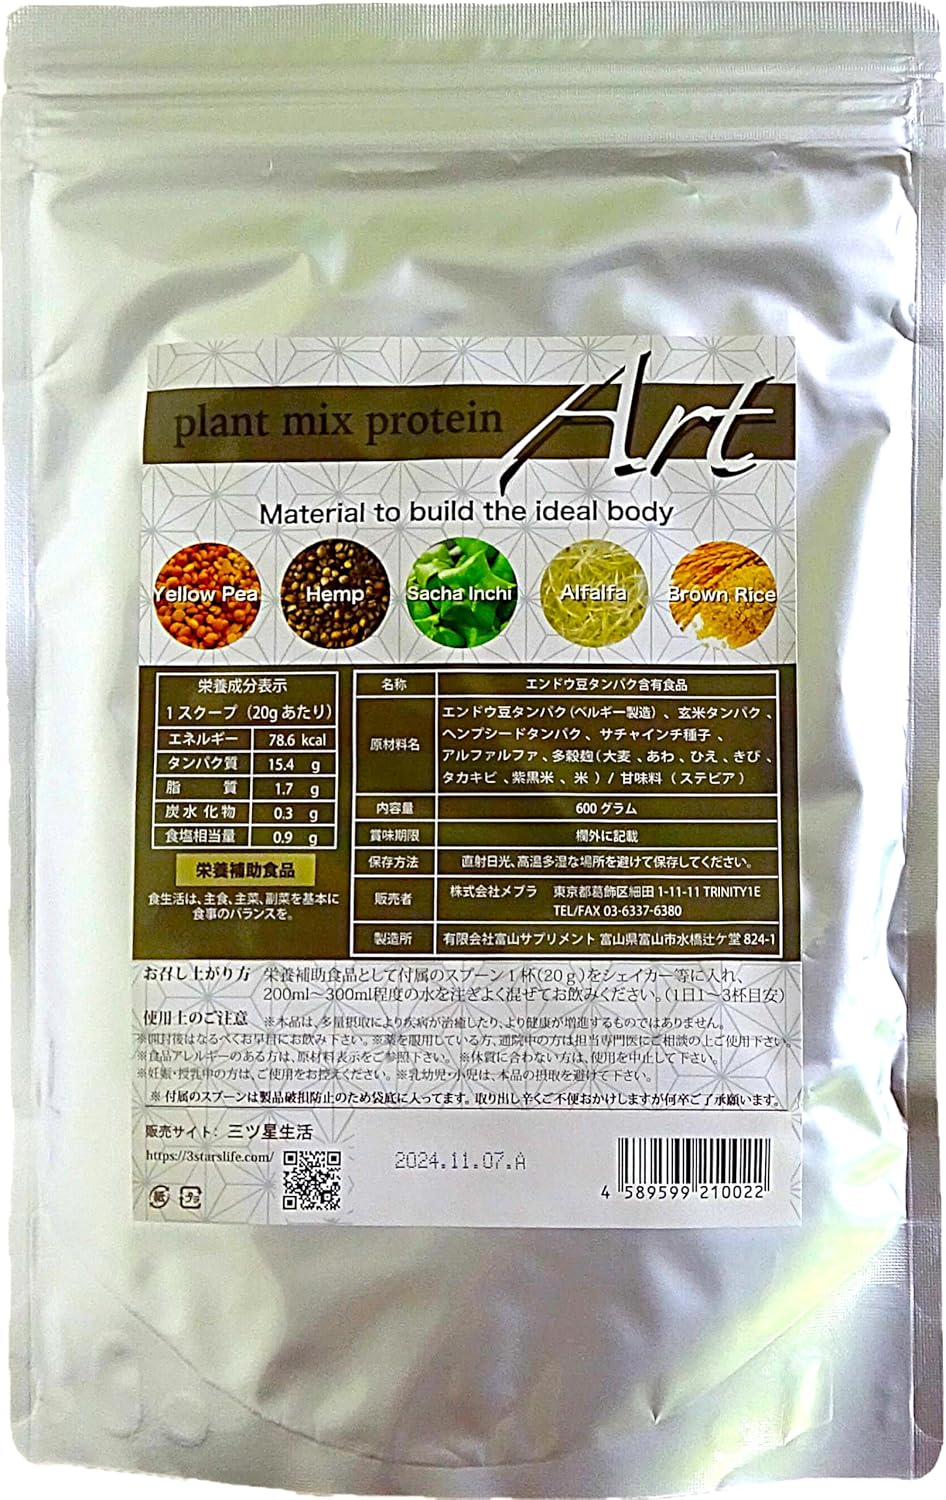 plant mix protein Art
Material to build the ideal body
Yellow Pea
Hemp
Sacha Inchi
Alfalfa
Brown Rice
栄養成分表示
1スクープ（20gあたり）
エネルギー 78.6 kcal
タンパク質 15.4 g
脂質 1.7 g
炭水化物 0.3 g
食塩相当量 0.9 g
栄養補助食品
食生活は、主食、主菜、副菜を基本に
食事のバランスを。
名称 エンドウ豆タンパク含有食品
原材料名
エンドウ豆タンパク（ベルギー製造）、玄米タンパク、
ヘンプシードタンパク、サチャインチ種子、
アルファルファ、多穀麹（大麦、あわ、ひえ、きび、
タカキビ、紫黒米、米）/ 甘味料（ステビア）
内容量 600グラム
賞味期限 欄外に記載
保存方法 直射日光、高温多湿な場所を避けて保存してください。
販売者 株式会社メプラ 東京都葛飾区細田1-11-11 TRINITY1E
TEL/FAX 03-6337-6380
製造所 有限会社富山サプリメント 富山県富山市水橋辻ケ堂 824-1
お召し上がり方 栄養補助食品として付属のスプーン1杯(20g)をシェイカー等に入れ、
200ml～300ml程度の水を注ぎよく混ぜてお飲みください。（1日1～3杯目安）
使用上のご注意 ※本品は、多量摂取により疾病が治癒したり、より健康が増進するものではありません。
※開封後はなるべくお早目にお飲み下さい。※薬を服用している方、通院中の方は担当専門医にご相談の上ご使用下さい。
※食品アレルギーのある方は、原材料表示をご参照下さい。※体質に合わない方は、使用を中止して下さい。
※妊娠・授乳中の方は、ご使用をお控えください。※乳幼児・小児は、本品の摂取を避けて下さい。
※付属のスプーンは製品破損防止のため袋底に入ってます。取り出し辛くご不便おかけしますが何卒ご了承願います。
販売サイト：三ツ星生活
https://3starslife.com/
2024.11.07.A
紙 プラ
4 589599 210022